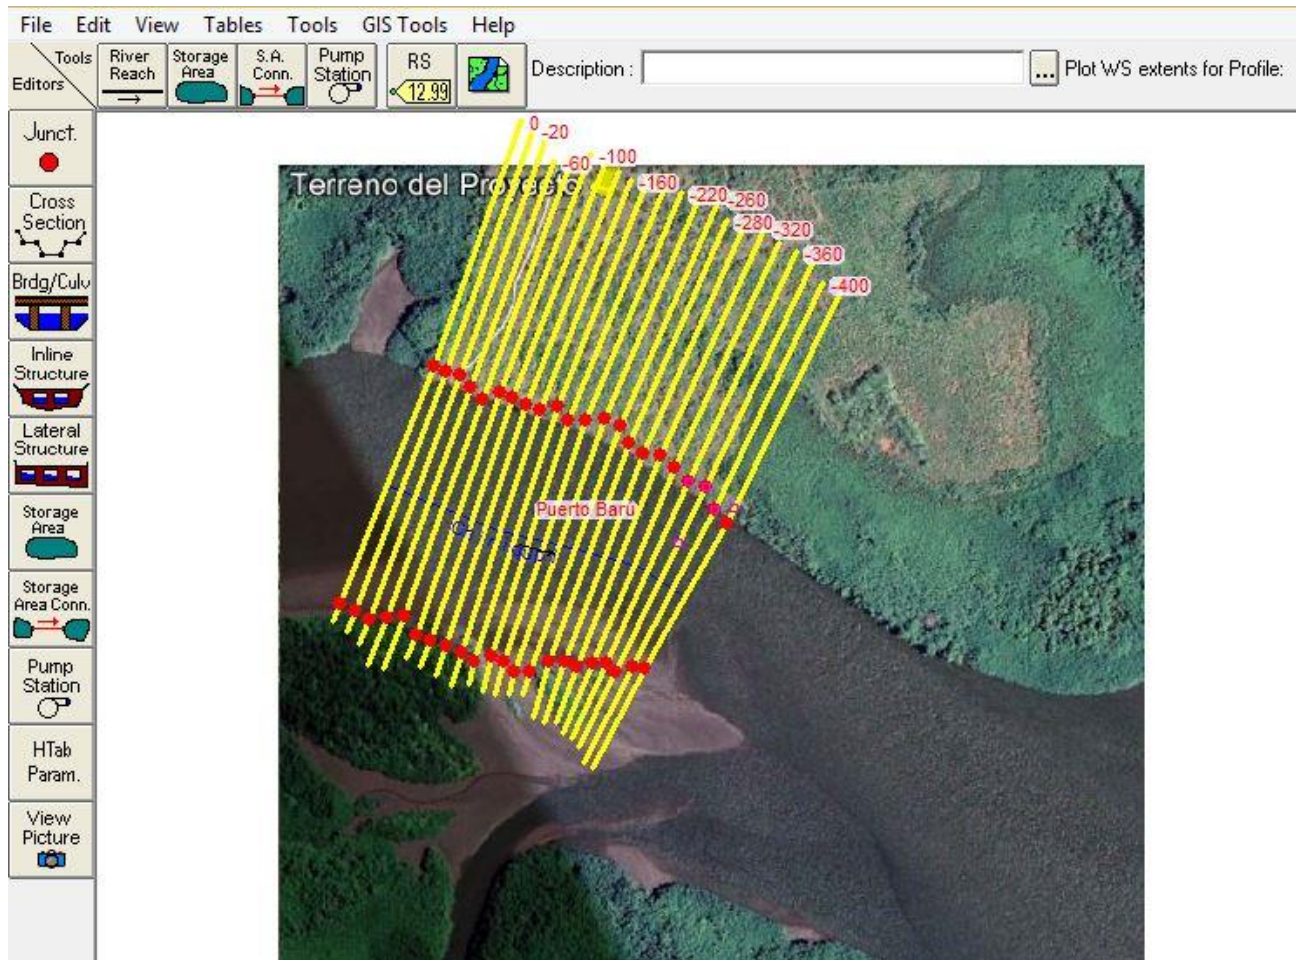 File Edit View Tables Tools GIS Tools Help
Tools
Editors
River
Reach
Storage
Area
S.A.
Conn.
Pump
Station
RS
12.99
Description :
...
Plot WS extents for Profile:
Junct.
Cross
Section
Brdg/Culv
Inline
Structure
Lateral
Structure
Storage
Area
Storage
Area Conn.
Pump
Station
HTab
Param.
View
Picture
0
-20
-60
-100
-160
-220
-260
-280
-320
-360
-400
Terreno del Proyecto
Puerto Barú